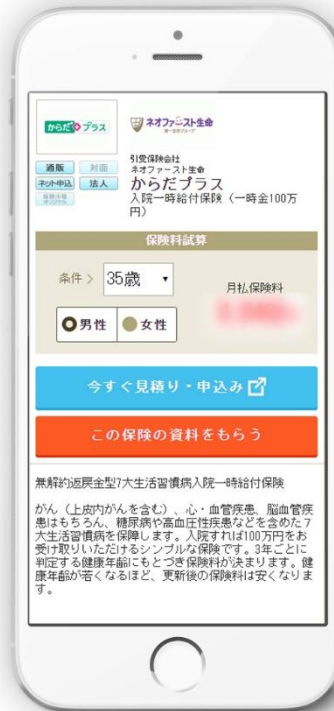 からだプラス
ネオファースト生命
第一生命グループ
通販
対面
ネット申込
法人
引受保険会社
ネオファースト生命
からだプラス
入院一時給付保険（一時金100万
円）
保険料試算
条件 >
35歳
月払保険料
男性
女性
今すぐ見積り・申込み
この保険の資料をもらう
無解約返戻金型7大生活習慣病入院一時給付保険
がん（上皮内がんを含む）、心・血管疾患、脳血管疾
患はもちろん、糖尿病や高血圧性疾患などを含めた7
大生活習慣病を保障します。入院すれば100万円をお
受け取りいただけるシンプルな保険です。3年ごとに
判定する健康年齢にもとづき保険料が決まります。健
康年齢が若くなるほど、更新後の保険料は安くなりま
す。